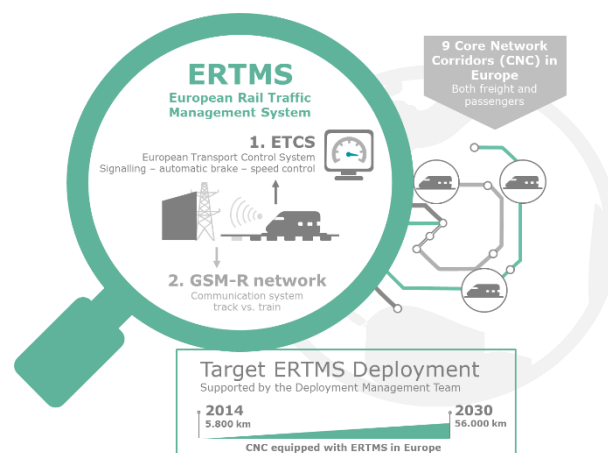 9 Core Network
Corridors (CNC) in
Europe
Both freight and
passengers
ERTMS
European Rail Traffic
Management System
1. ETCS
European Transport Control System
Signalling – automatic brake – speed control
2. GSM-R network
Communication system
track vs. train
Target ERTMS Deployment
Supported by the Deployment Management Team
2014
5.800 km
2030
56.000 km
CNC equipped with ERTMS in Europe